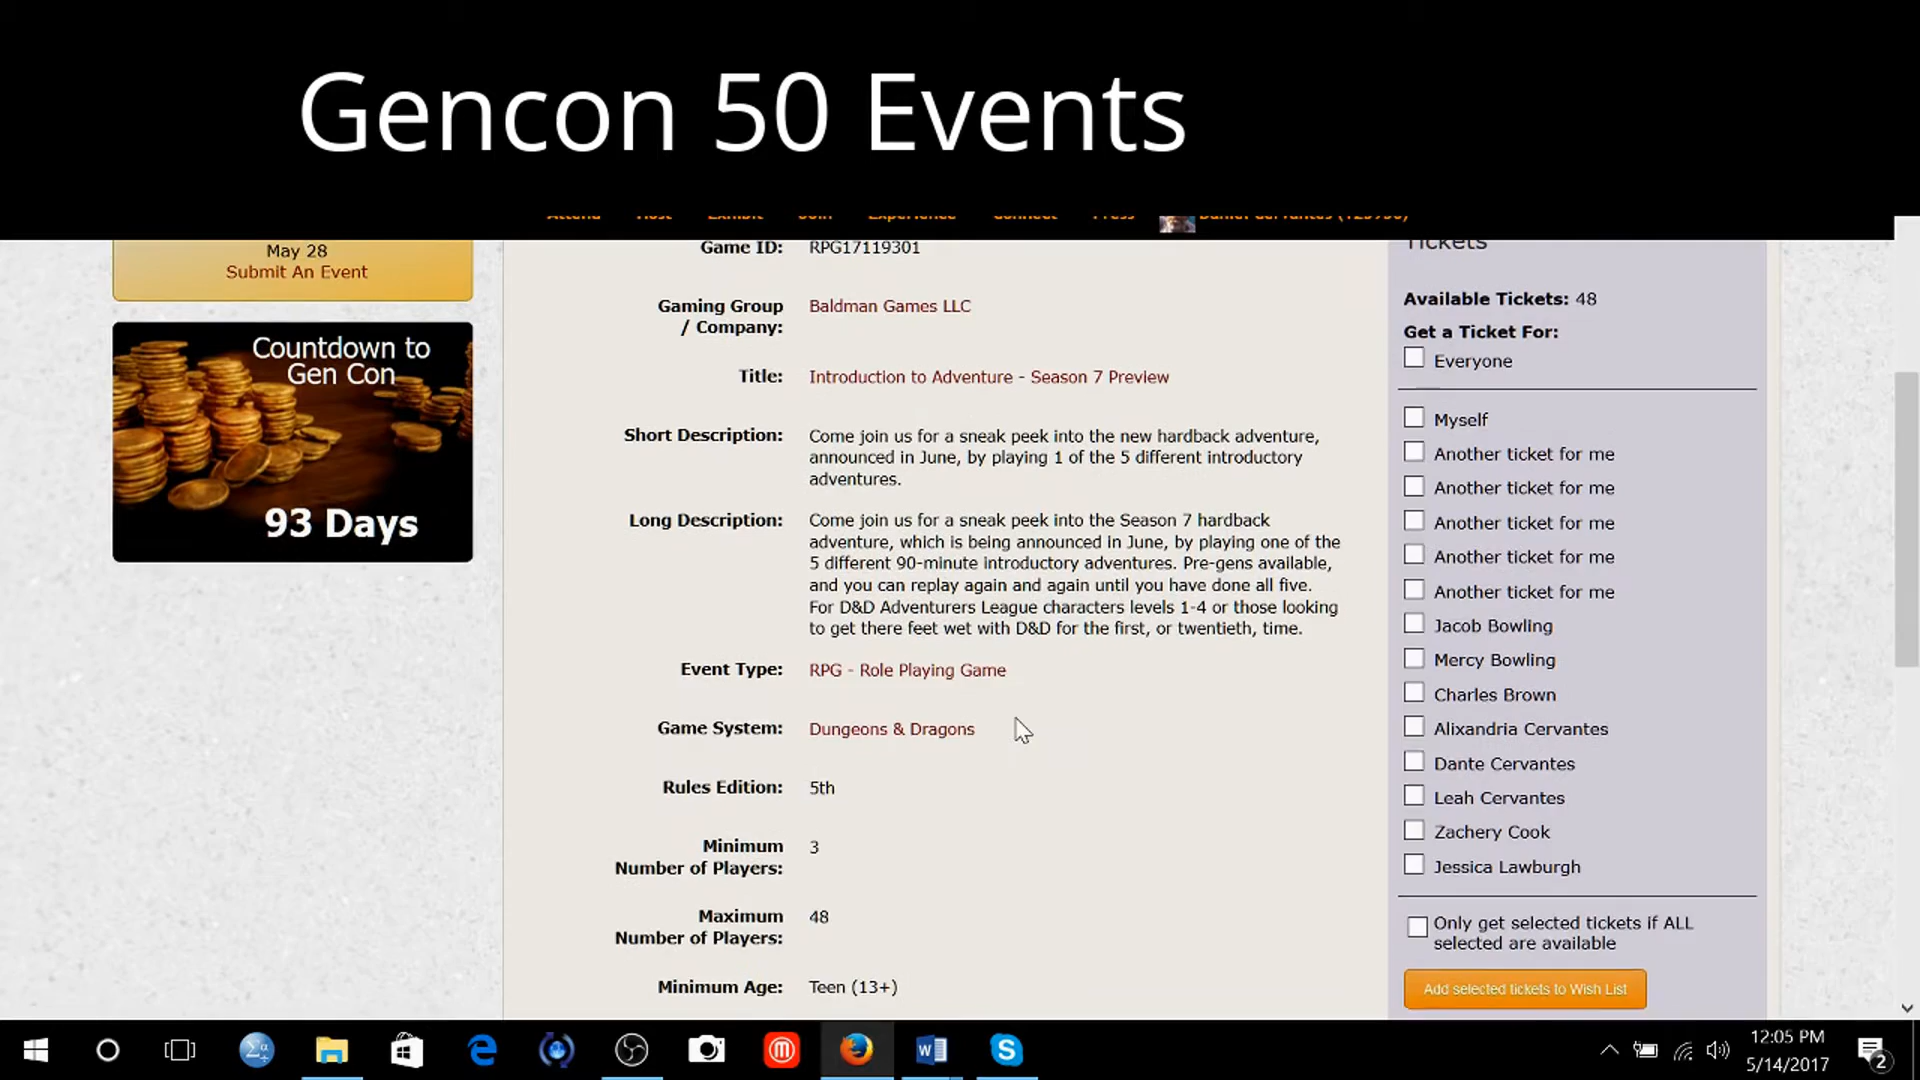 Gencon 50 Events
Attend Host Exhibit Join Experience Connect Press
May 28
Submit An Event
Countdown to
Gen Con
93 Days
Game ID: RPG17119301
Gaming Group
/ Company:
Baldman Games LLC
Title: Introduction to Adventure - Season 7 Preview
Short Description: Come join us for a sneak peek into the new hardback adventure,
announced in June, by playing 1 of the 5 different introductory
adventures.
Long Description: Come join us for a sneak peek into the Season 7 hardback
adventure, which is being announced in June, by playing one of the
5 different 90-minute introductory adventures. Pre-gens available,
and you can replay again and again until you have done all five.
For D&D Adventurers League characters levels 1-4 or those looking
to get there feet wet with D&D for the first, or twentieth, time.
Event Type: RPG - Role Playing Game
Game System: Dungeons & Dragons
Rules Edition: 5th
Minimum
Number of Players:
3
Maximum
Number of Players:
48
Minimum Age: Teen (13+)
Tickets
Available Tickets: 48
Get a Ticket For:
Everyone
Myself
Another ticket for me
Another ticket for me
Another ticket for me
Another ticket for me
Another ticket for me
Jacob Bowling
Mercy Bowling
Charles Brown
Alixandria Cervantes
Dante Cervantes
Leah Cervantes
Zachery Cook
Jessica Lawburgh
Only get selected tickets if ALL
selected are available
Add selected tickets to Wish List
12:05 PM
5/14/2017
2